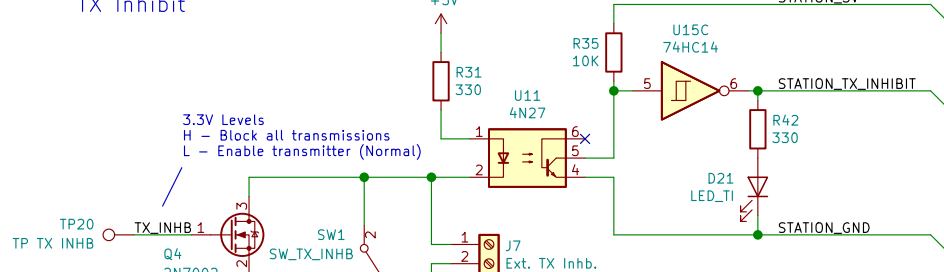 TX Inhibit
+5V
STATION_5V
R35
10K
U15C
74HC14
R31
330
5
6
STATION_TX_INHIBIT
U11
4N27
3.3V Levels
H – Block all transmissions
L – Enable transmitter (Normal)
1
6
5
2
4
R42
330
D21
LED_TI
3
TP20
TP TX INHB
TX_INHB
1
SW1
SW_TX_INHB
2
STATION_GND
1
2
J7
Ext. TX Inhb.
Q4
2N7002
2